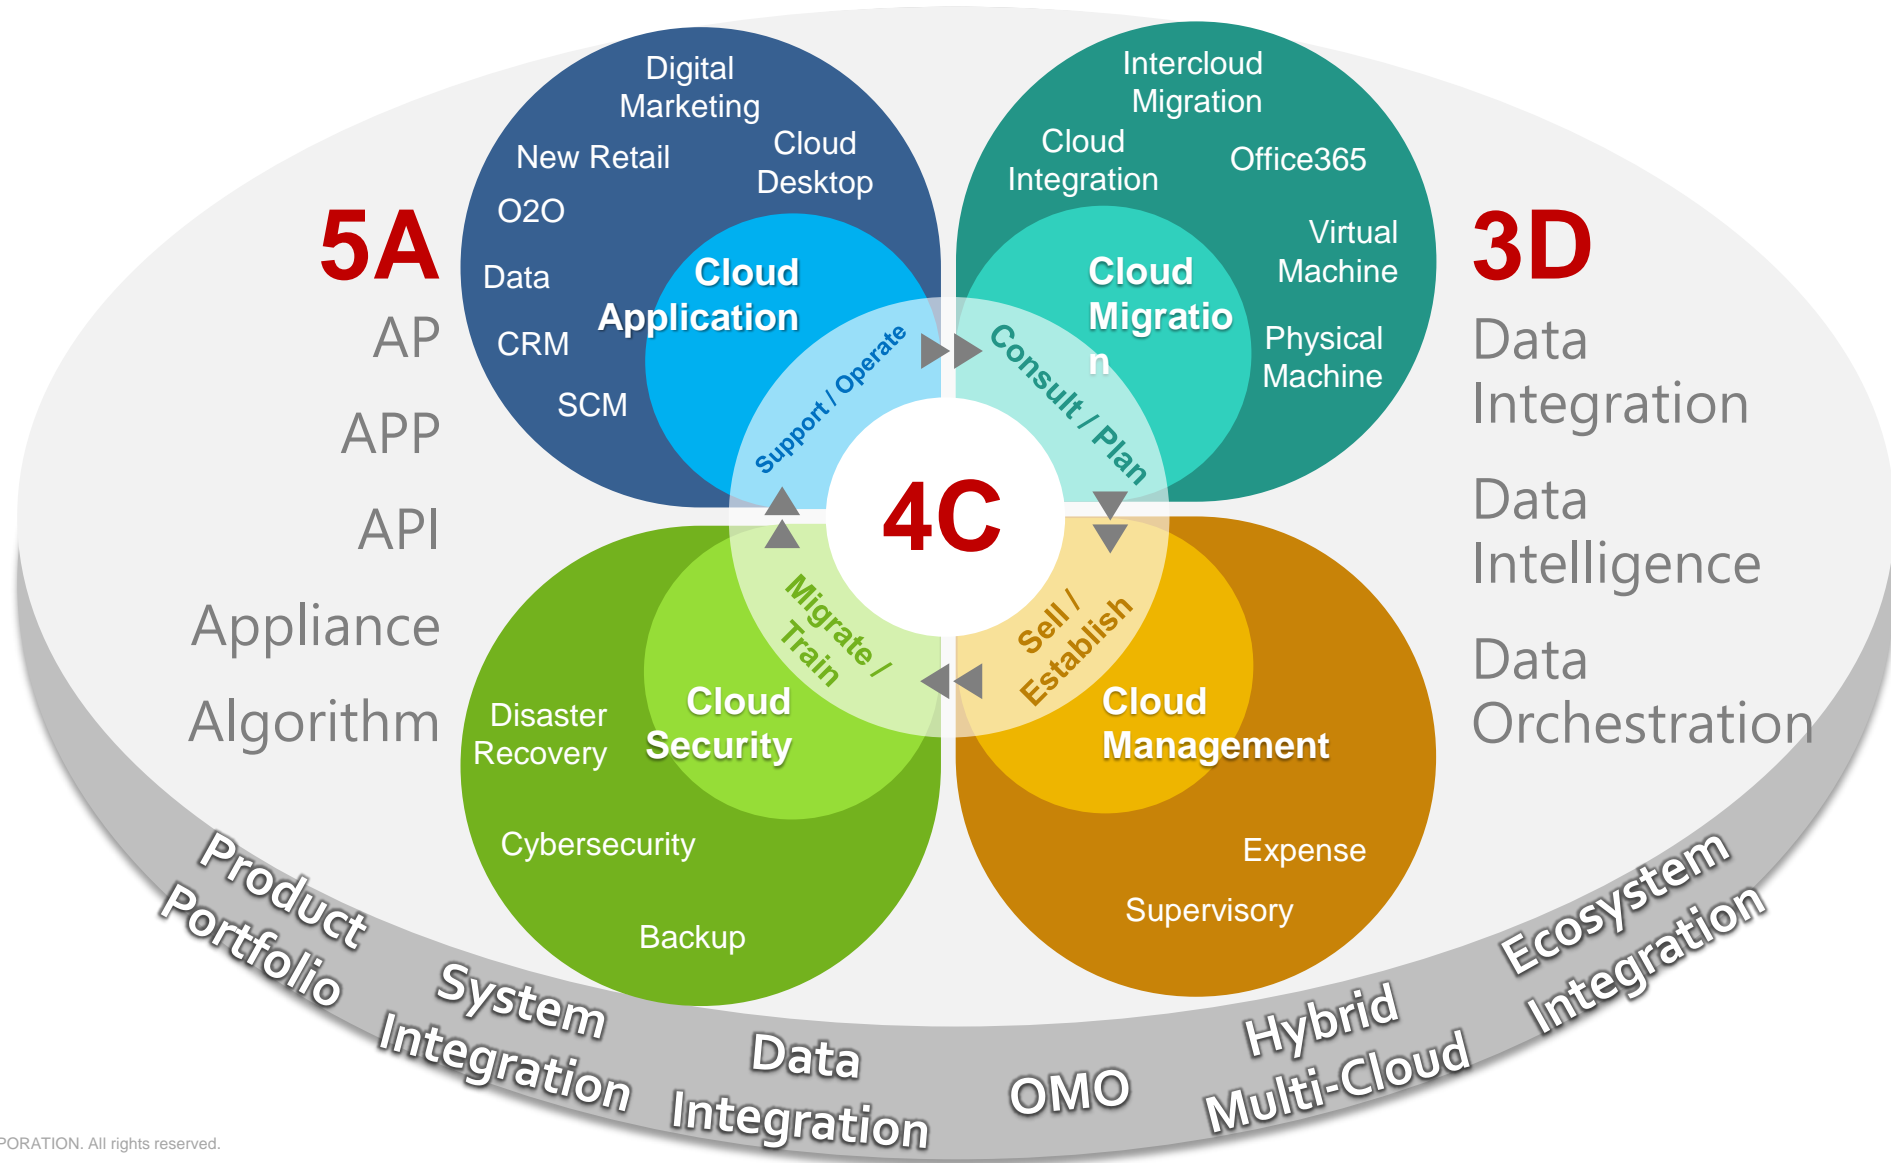 5A
AP
APP
API
Appliance
Algorithm
Digital
Marketing
New Retail
Cloud
Desktop
O2O
Data
CRM
SCM
Cloud
Application
Intercloud
Migration
Cloud
Integration
Office365
Virtual
Machine
Physical
Machine
Cloud
Migratio
n
Support / Operate
Consult / Plan
4C
Migrate /
Train
Sell /
Establish
Cloud
Security
Disaster
Recovery
Cybersecurity
Backup
Cloud
Management
Expense
Supervisory
3D
Data
Integration
Data
Intelligence
Data
Orchestration
Product
Portfolio
System
Integration
Data
Integration
OMO
Hybrid
Multi-Cloud
Ecosystem
Integration
PORATION. All rights reserved.